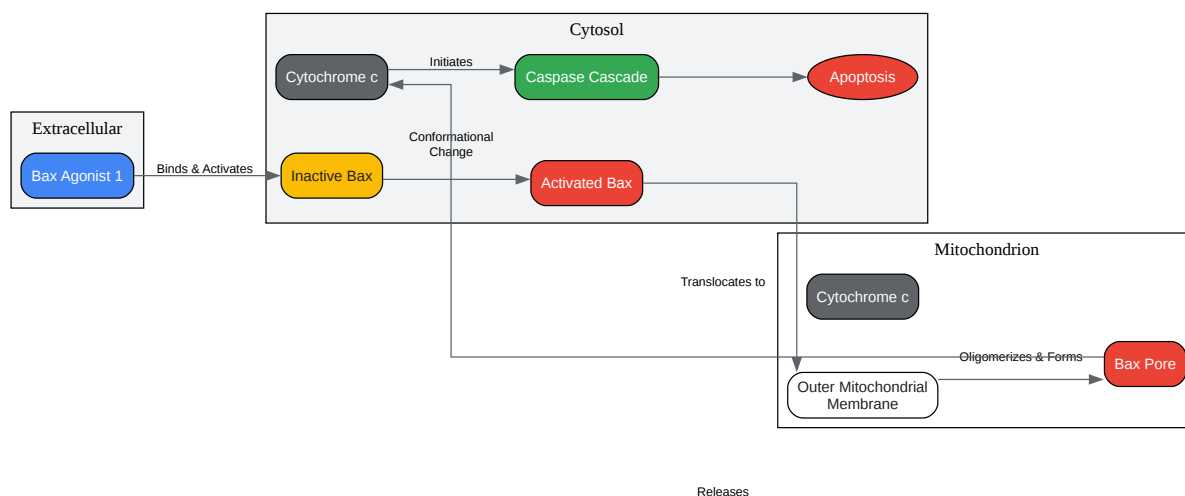 Cytosol
Cytochrome c
Initiates
Caspase Cascade
Apoptosis
Extracellular
Bax Agonist 1
Binds & Activates
Inactive Bax
Conformational
Change
Activated Bax
Mitochondrion
Translocates to
Cytochrome c
Oligomerizes & Forms
Bax Pore
Outer Mitochondrial
Membrane
Releases